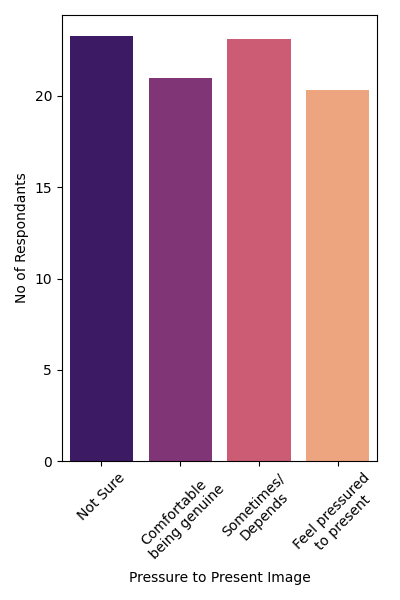 20
15
10
5
0
No of Respondants
Not Sure
Comfortable
being genuine
Sometimes/
Depends
Feel pressured
to present
Pressure to Present Image